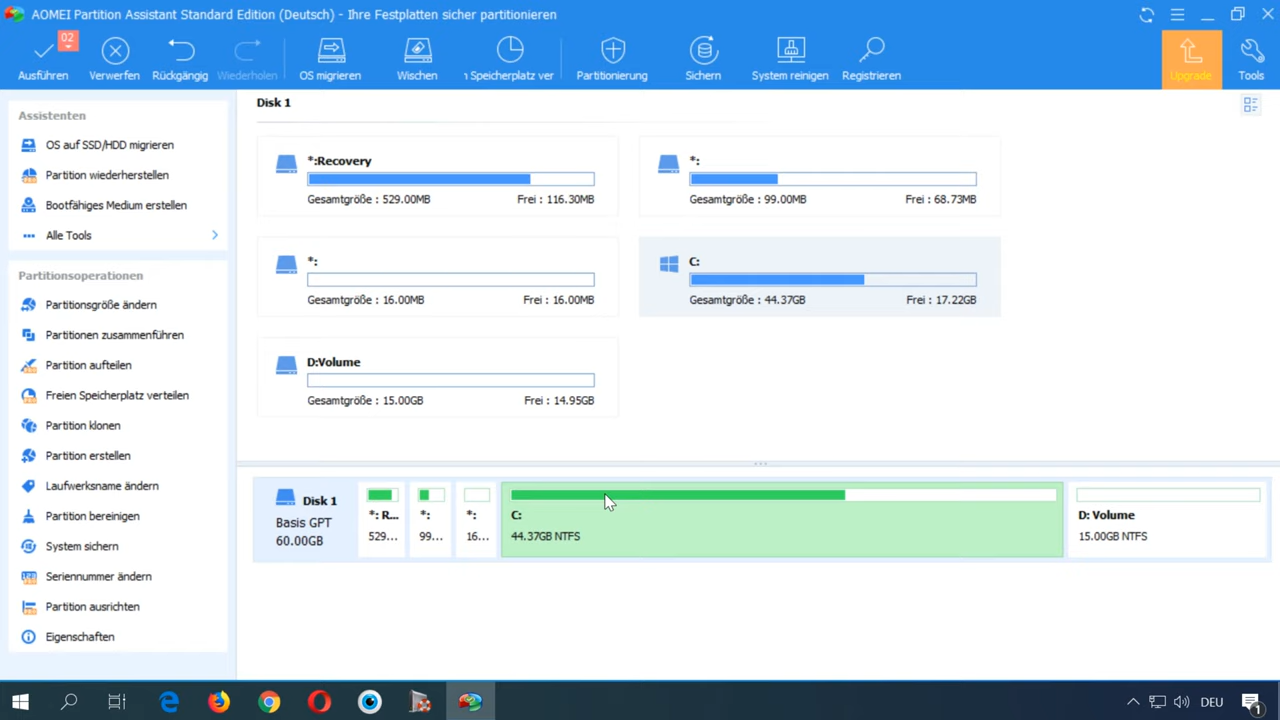 AOMEI Partition Assistant Standard Edition (Deutsch) - Ihre Festplatten sicher partitionieren
02
Ausführen Verwerfen Rückgängig Wiederholen OS migrieren Wischen ı Speicherplatz ver Partitionierung Sichern System reinigen Registrieren Upgrade Tools
Assistenten
OS auf SSD/HDD migrieren
Partition wiederherstellen
Bootfähiges Medium erstellen
Alle Tools
Partitionsoperationen
Partitionsgröße ändern
Partitionen zusammenführen
Partition aufteilen
Freien Speicherplatz verteilen
Partition klonen
Partition erstellen
Laufwerksname ändern
Partition bereinigen
System sichern
Seriennummer ändern
Partition ausrichten
Eigenschaften
Disk 1
*:Recovery
Gesamtgröße : 529.00MB Frei : 116.30MB
*:
Gesamtgröße : 99.00MB Frei : 68.73MB
*:
Gesamtgröße : 16.00MB Frei : 16.00MB
C:
Gesamtgröße : 44.37GB Frei : 17.22GB
D:Volume
Gesamtgröße : 15.00GB Frei : 14.95GB
Disk 1
Basis GPT
60.00GB
*: R...
529...
*:
99...
*:
16...
C:
44.37GB NTFS
D: Volume
15.00GB NTFS
DEU
1